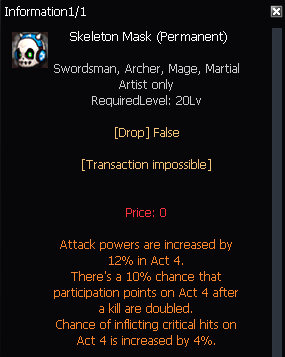 Information1/1
Skeleton Mask (Permanent)
Swordsman, Archer, Mage, Martial
Artist only
RequiredLevel: 20Lv
[Drop] False
[Transaction impossible]
Price: 0
Attack powers are increased by
12% in Act 4.
There's a 10% chance that
participation points on Act 4 after
a kill are doubled.
Chance of inflicting critical hits on
Act 4 is increased by 4%.